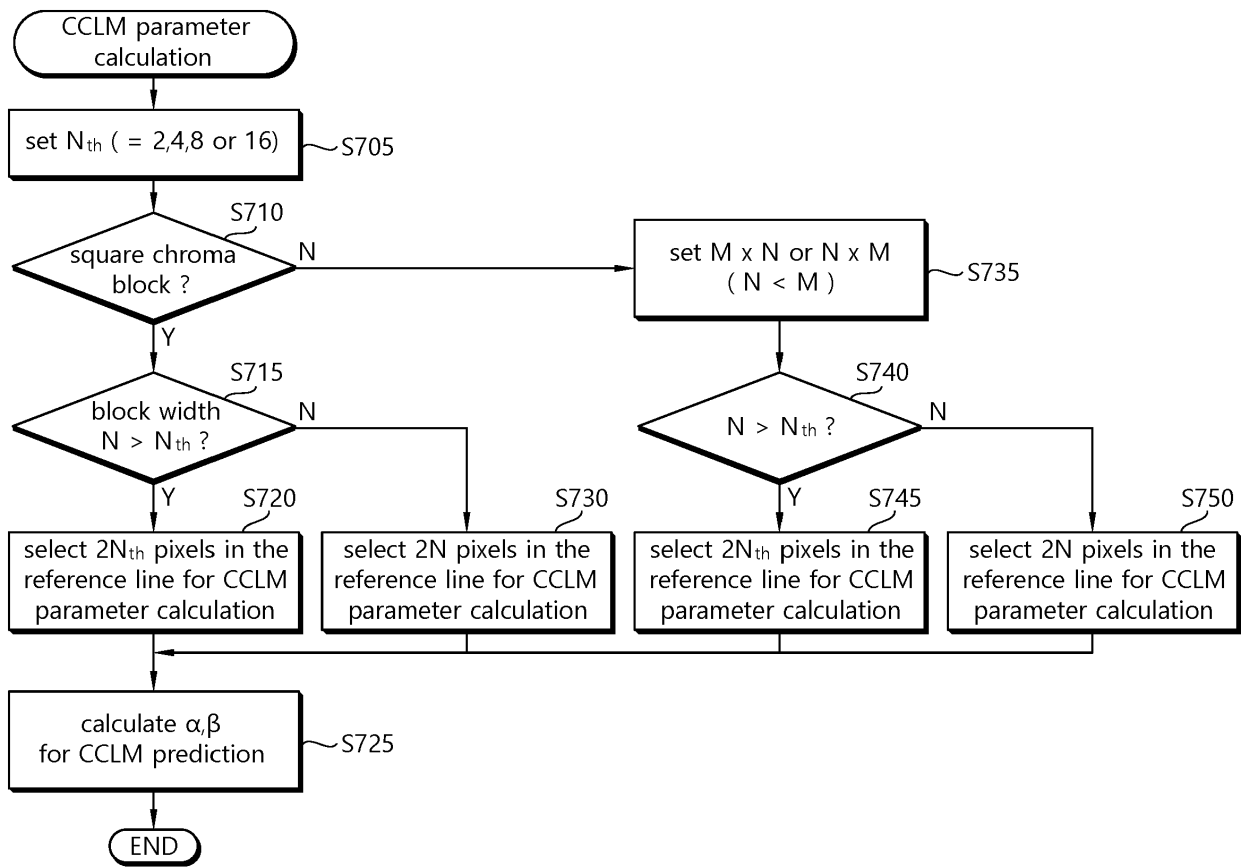 CCLM parameter
calculation
set Nth ( = 2,4,8 or 16)
S705
S710
square chroma
block ?
N
Y
set M x N or N x M
( N < M )
S735
S715
block width
N > Nth ?
N
Y
S740
N > Nth ?
N
Y
S720
select 2Nth pixels in the
reference line for CCLM
parameter calculation
S730
select 2N pixels in the
reference line for CCLM
parameter calculation
S745
select 2Nth pixels in the
reference line for CCLM
parameter calculation
S750
select 2N pixels in the
reference line for CCLM
parameter calculation
calculate α,β
for CCLM prediction
S725
END